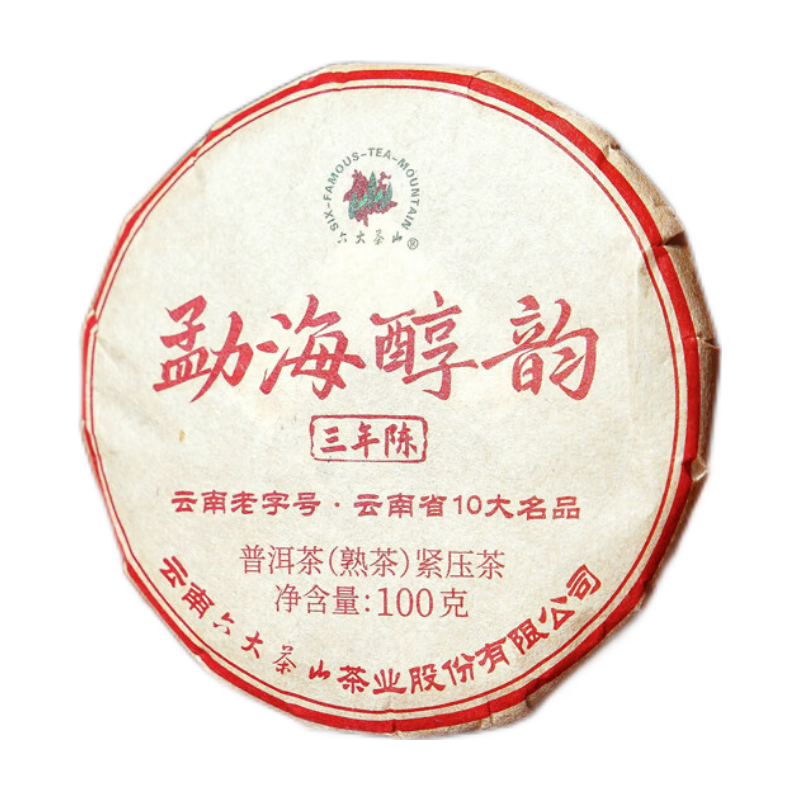 SIX-FAMOUS-TEA-MOUNTAIN
六大茶山®
勐海醇韵
三年陈
云南老字号·云南省10大名品
普洱茶(熟茶)紧压茶
净含量:100克
云南六大茶山茶业股份有限公司